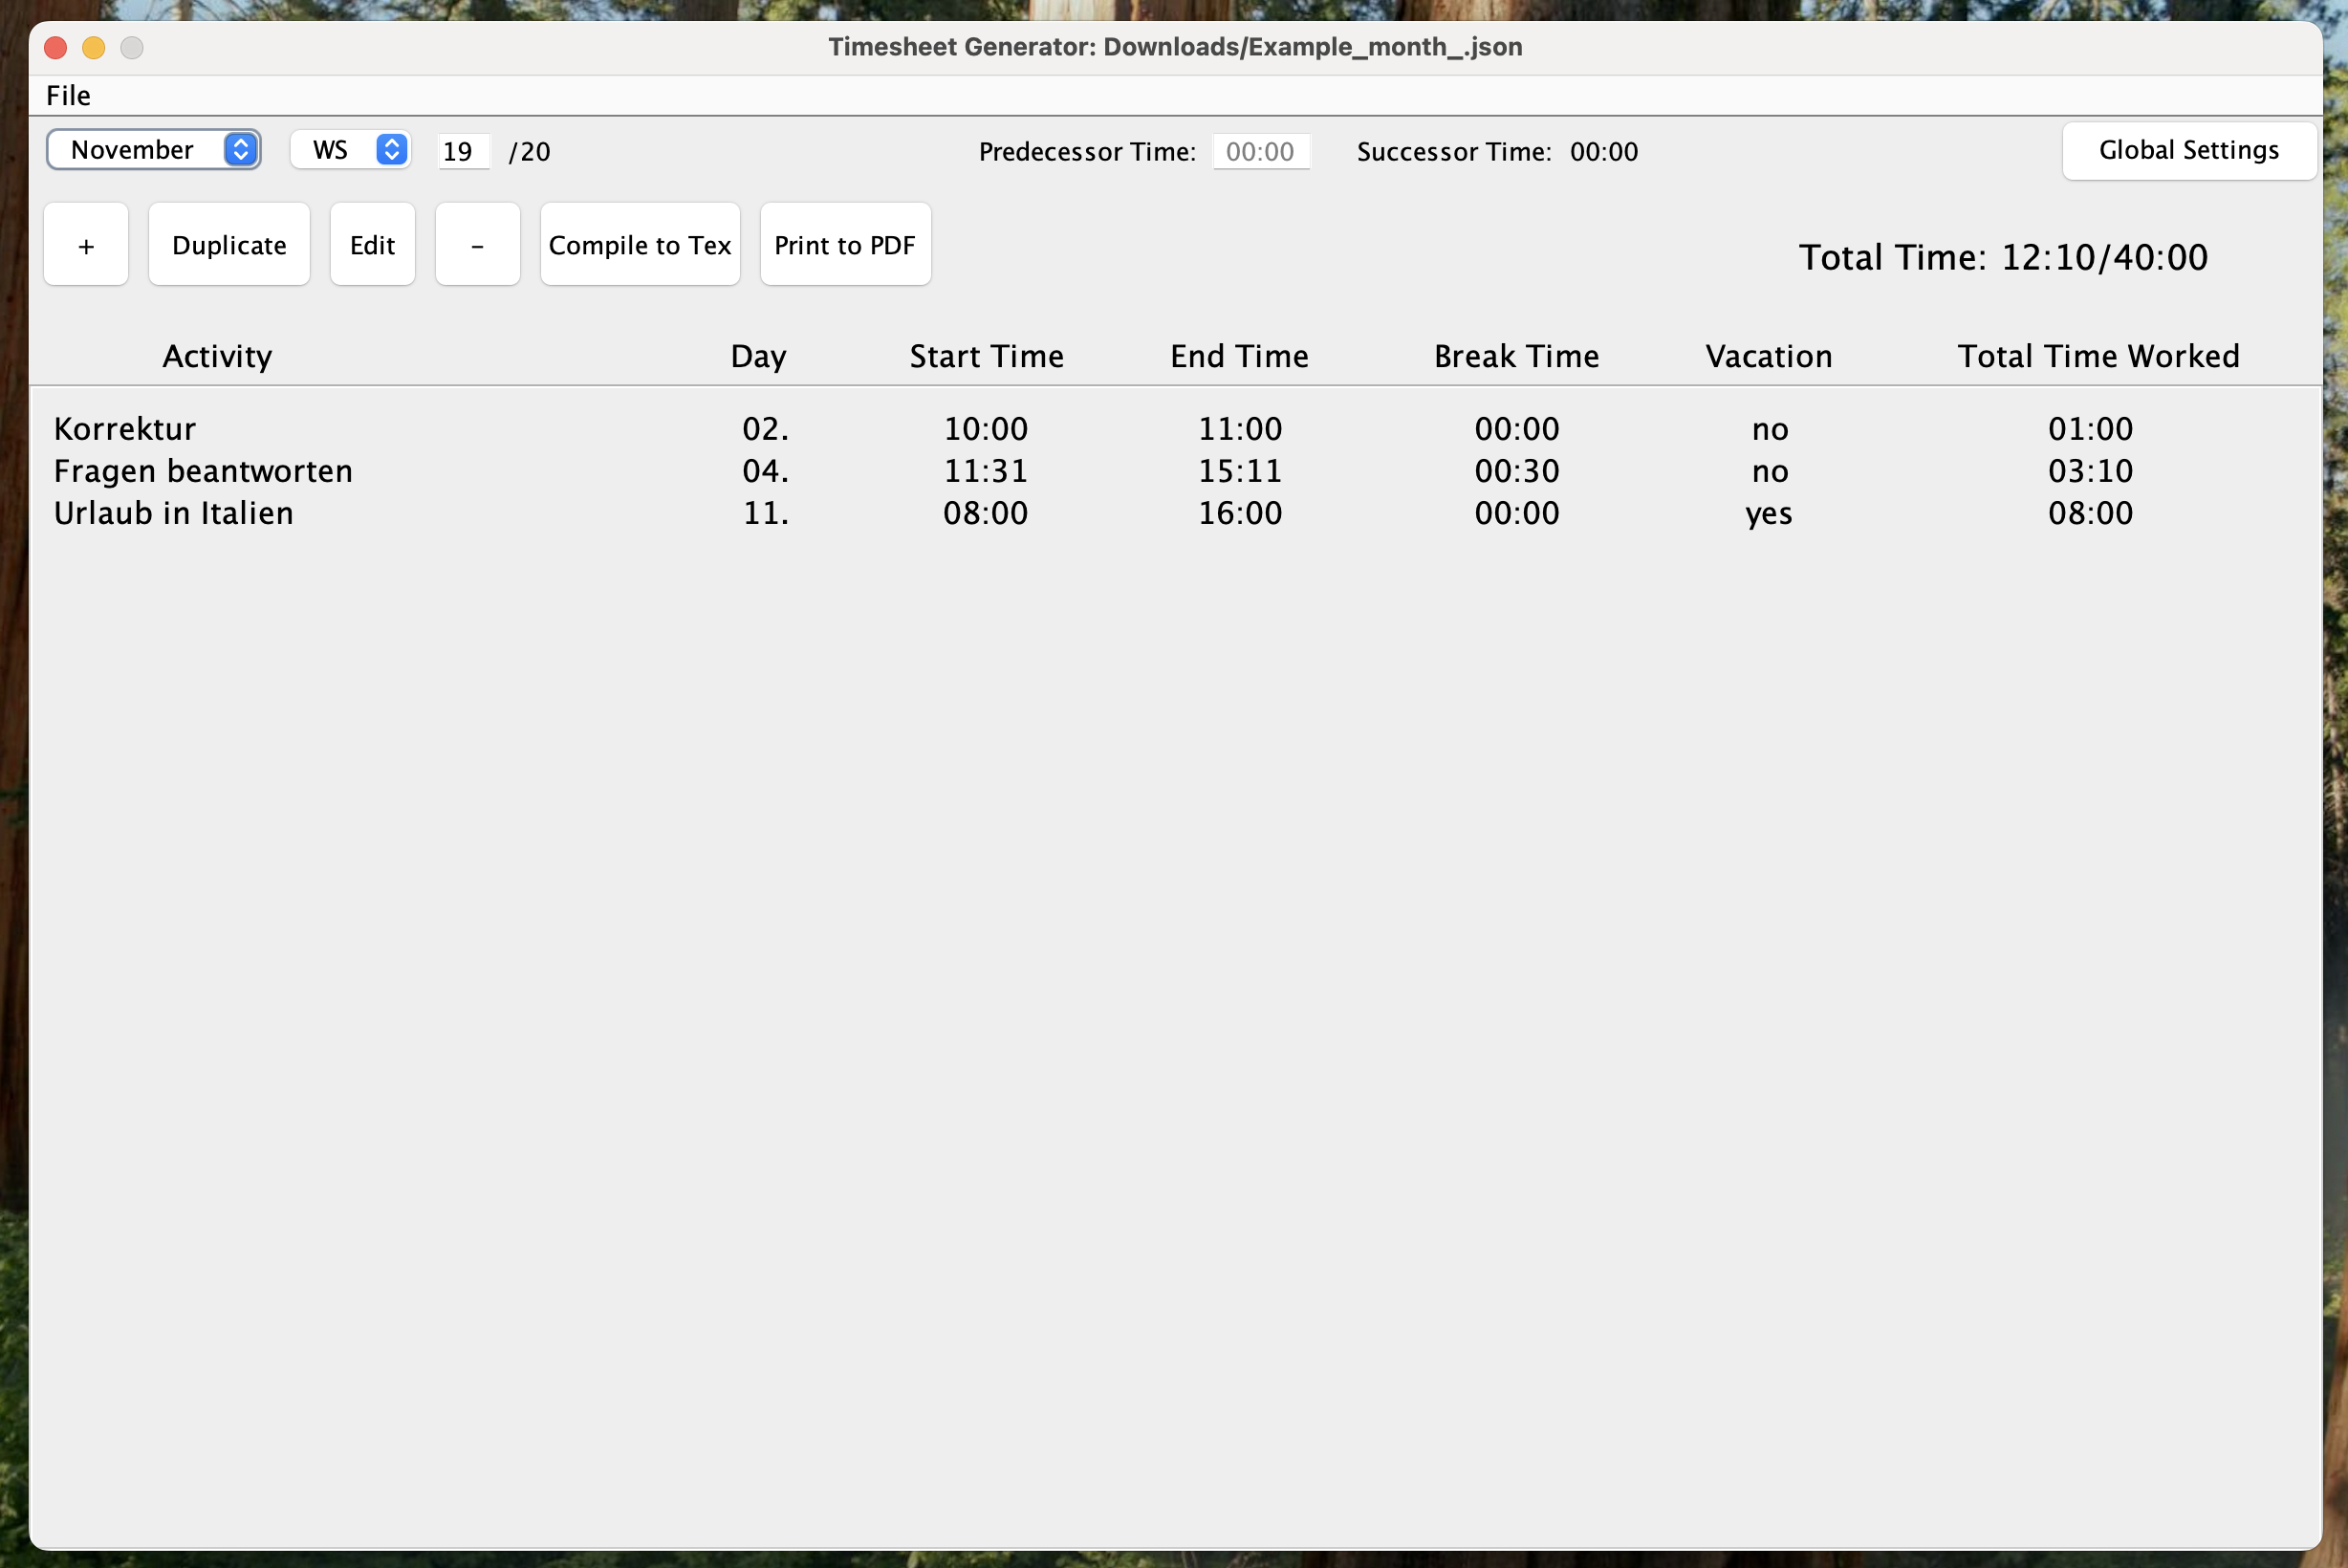 Timesheet Generator: Downloads/Example_month_.json
File
November WS 19 /20 Predecessor Time: 00:00 Successor Time: 00:00 Global Settings
+ Duplicate Edit - Compile to Tex Print to PDF Total Time: 12:10/40:00
Activity Day Start Time End Time Break Time Vacation Total Time Worked
Korrektur 02. 10:00 11:00 00:00 no 01:00
Fragen beantworten 04. 11:31 15:11 00:30 no 03:10
Urlaub in Italien 11. 08:00 16:00 00:00 yes 08:00